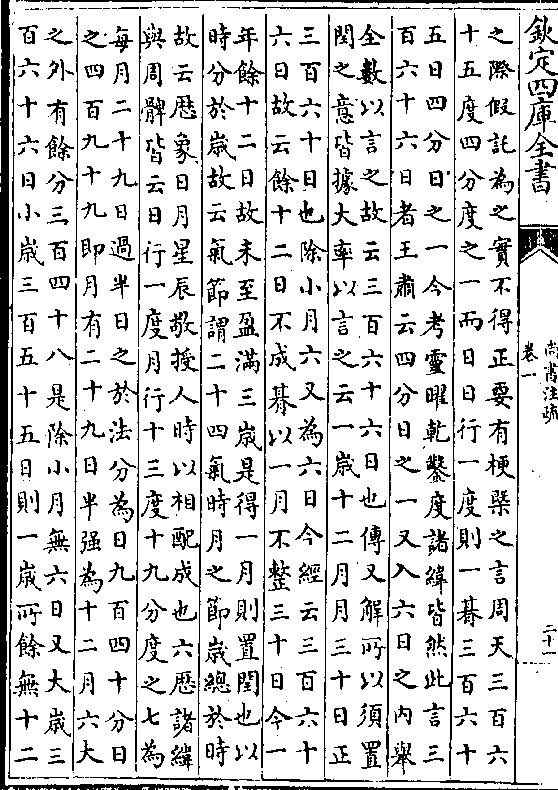 欽定四庫全書
尚書注疏
卷一
二十一
之際假託為之實不得正要有梗槩之言周天三百六
十五度四分度之一而日日行一度則一朞三百六十
五日四分日之一今考靈曜乾鑿度諸緯皆然此言三
百六十六日者王肅云四分日之一又入六日之內舉
全數以言之故云三百六十六日也傳又解所以須置
閏之意皆據大率以言之云一歲十二月月三十日正
三百六十日也除小月六又為六日今經云三百六十
六日故云餘十二日不成朞以一月不整三十日今一
年餘十二日故未至盈滿三歲是得一月則置閏也以
時分於歲故云氣節謂二十四氣時月之節歲總於時
故云厯象日月星辰敬授人時以相配成也六厯諸緯
與周髀皆云日行一度月行十三度十九分度之七為
每月二十九日過半日之於法分為日九百四十分日
之四百九十九即月有二十九日半强為十二月六大
之外有餘分三百四十八是除小月無六日又大歲三
百六十六日小歲三百五十五日則一歲所餘無十二